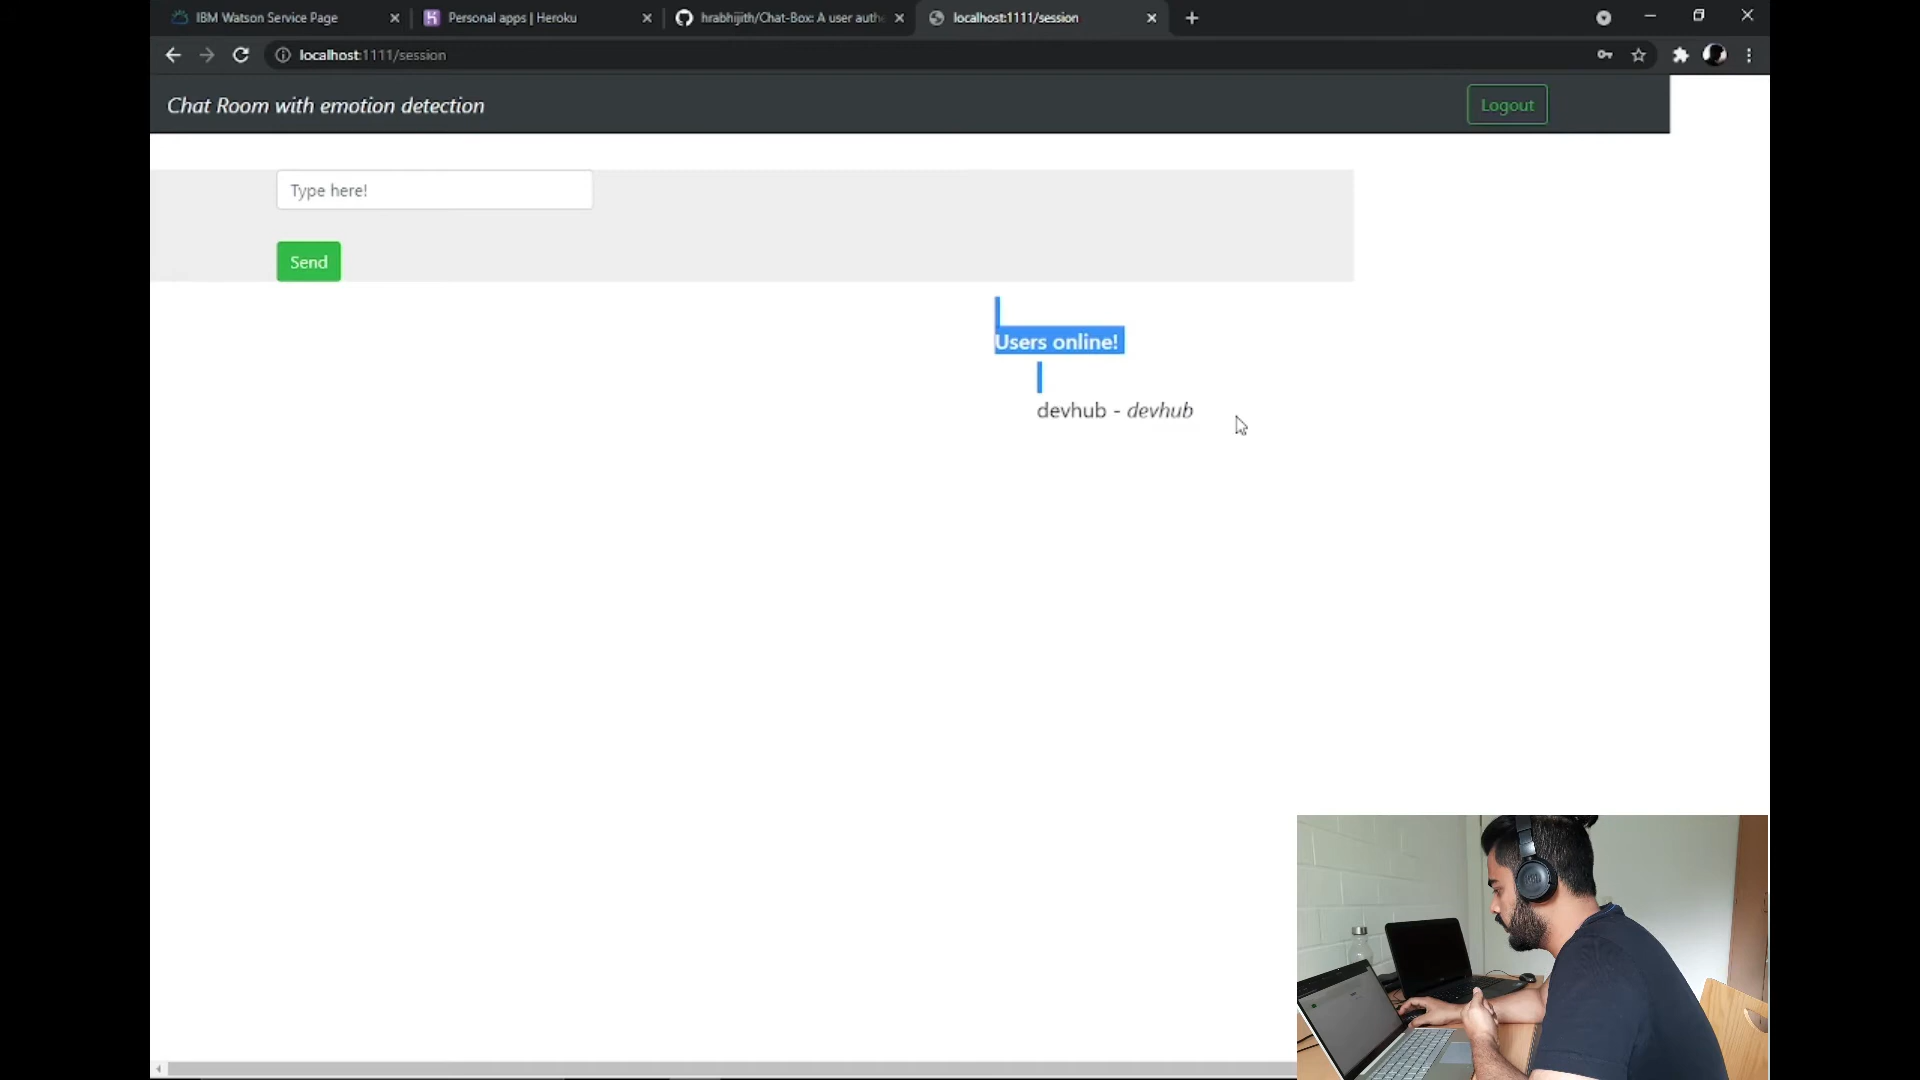 IBM Watson Service Page
Personal apps | Heroku
hrabhijith/Chat-Box: A user authe
localhost:1111/session
localhost:1111/session
Chat Room with emotion detection
Logout
Type here!
Send
Users online!
devhub - devhub